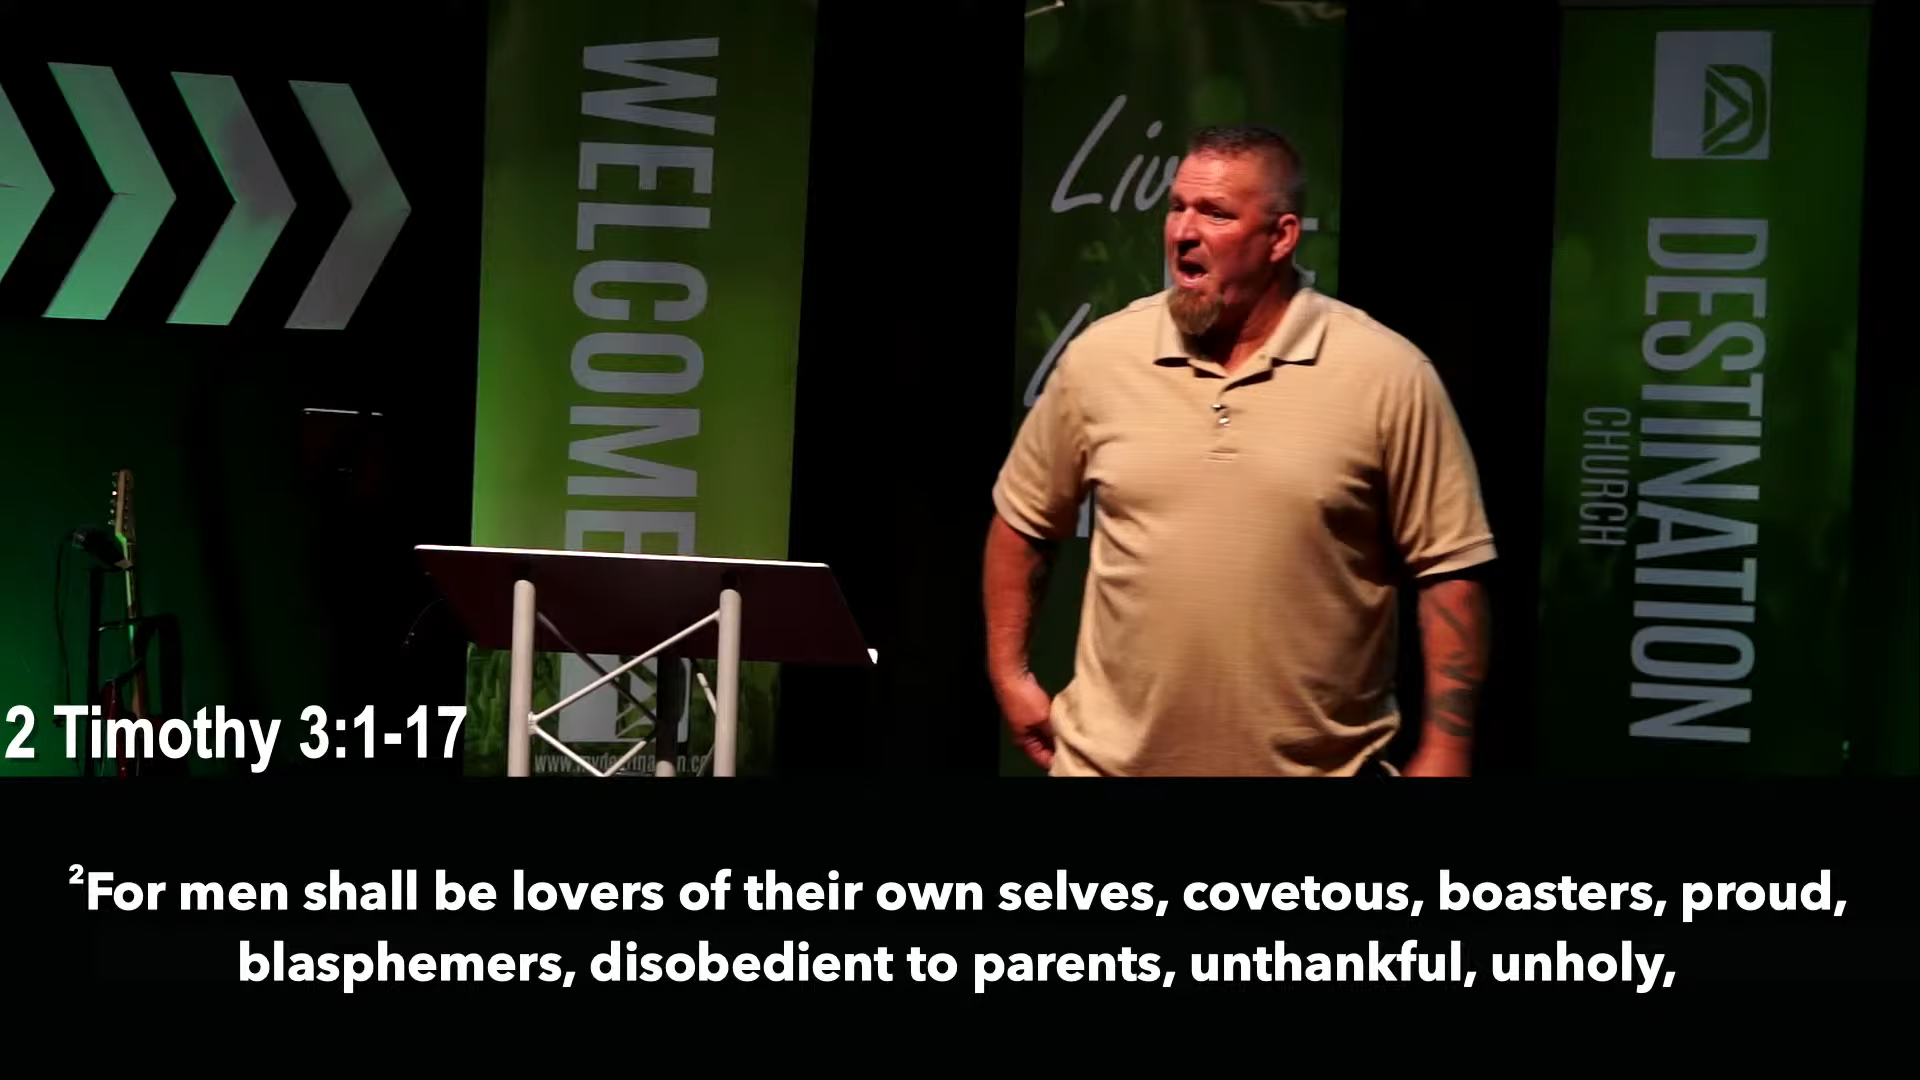 WELCOME
DESTINATION
CHURCH
2 Timothy 3:1-17
²For men shall be lovers of their own selves, covetous, boasters, proud,
blasphemers, disobedient to parents, unthankful, unholy,